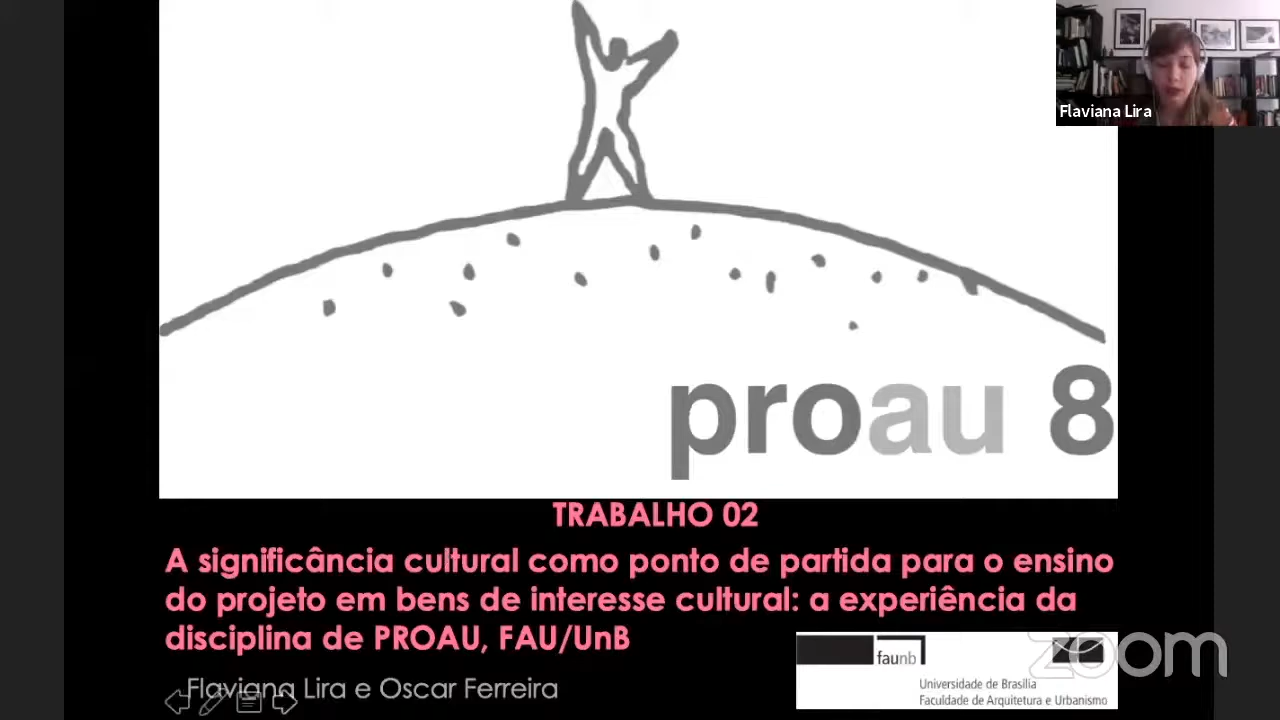 Flaviana Lira
proau 8
TRABALHO 02
A significância cultural como ponto de partida para o ensino
do projeto em bens de interesse cultural: a experiência da
disciplina de PROAU, FAU/UnB
faunb
zoom
Universidade de Brasília
Faculdade de Arquitetura e Urbanismo
Flaviana Lira e Oscar Ferreira